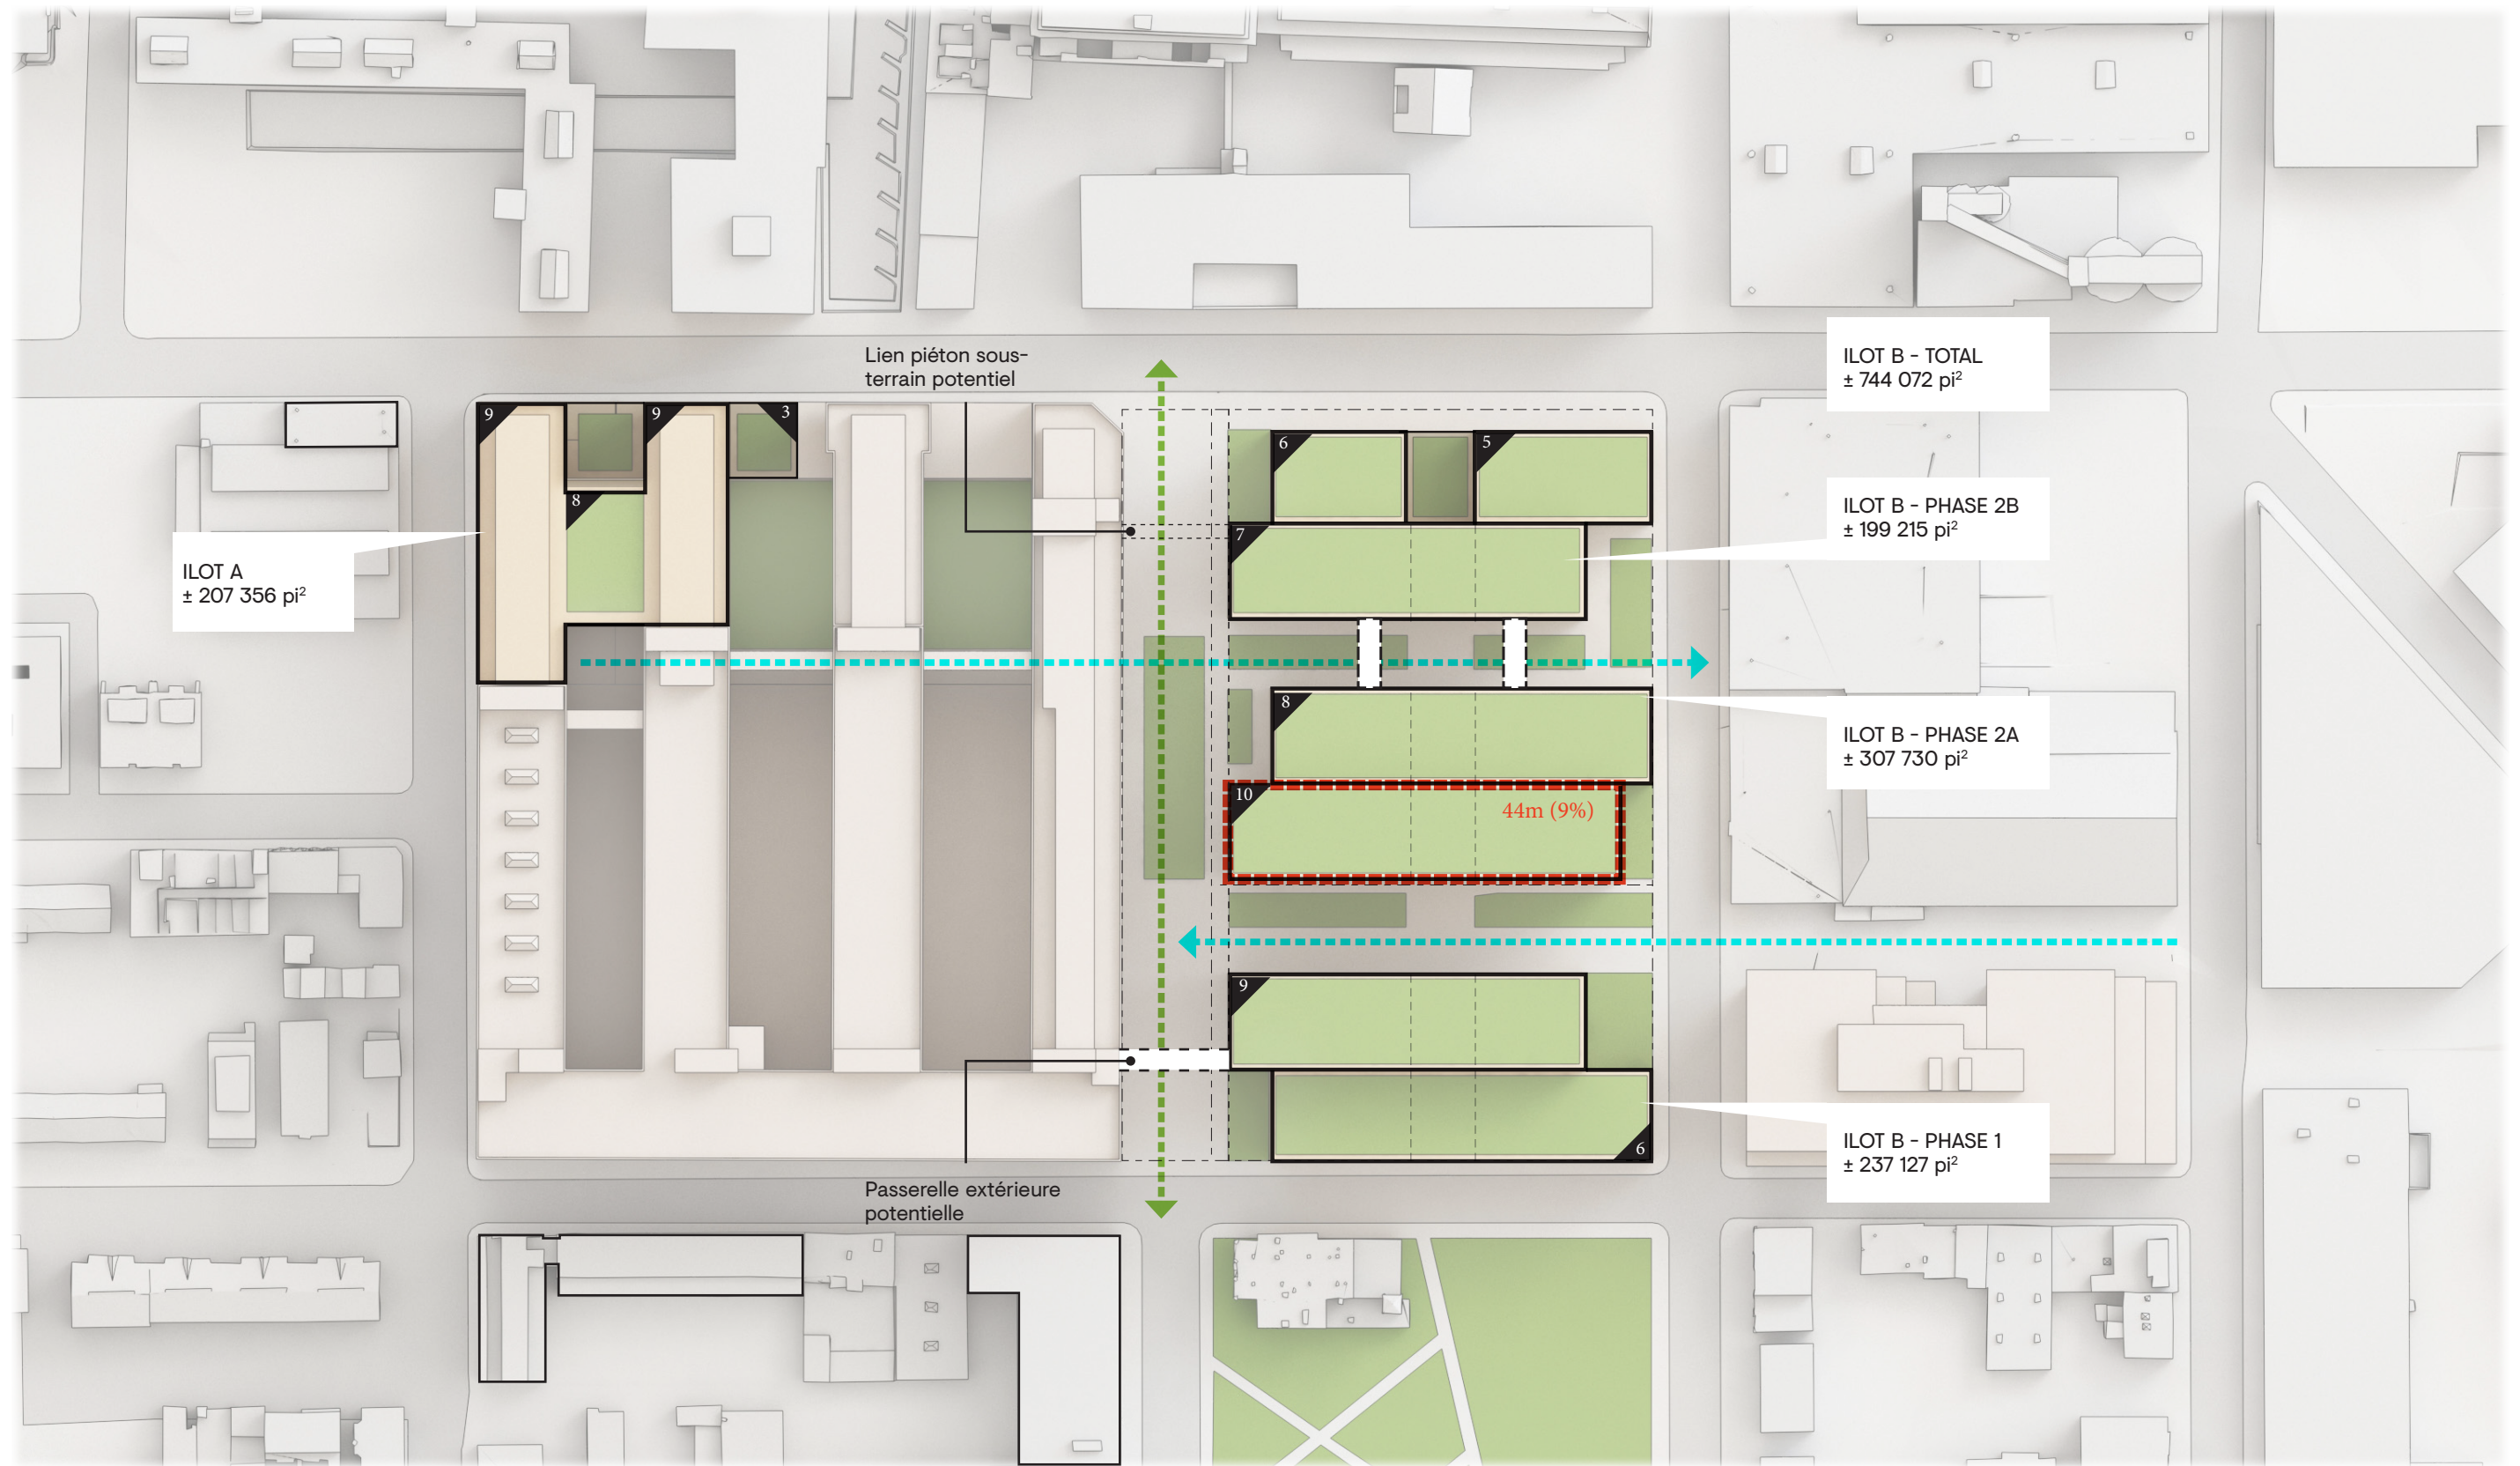 Lien piéton sous-
terrain potentiel
ILOT B - TOTAL
± 744 072 pi²
9
9
3
8
6
5
7
ILOT B - PHASE 2B
± 199 215 pi²
ILOT A
± 207 356 pi²
8
ILOT B - PHASE 2A
± 307 730 pi²
10
44m (9%)
9
6
ILOT B - PHASE 1
± 237 127 pi²
Passerelle extérieure
potentielle